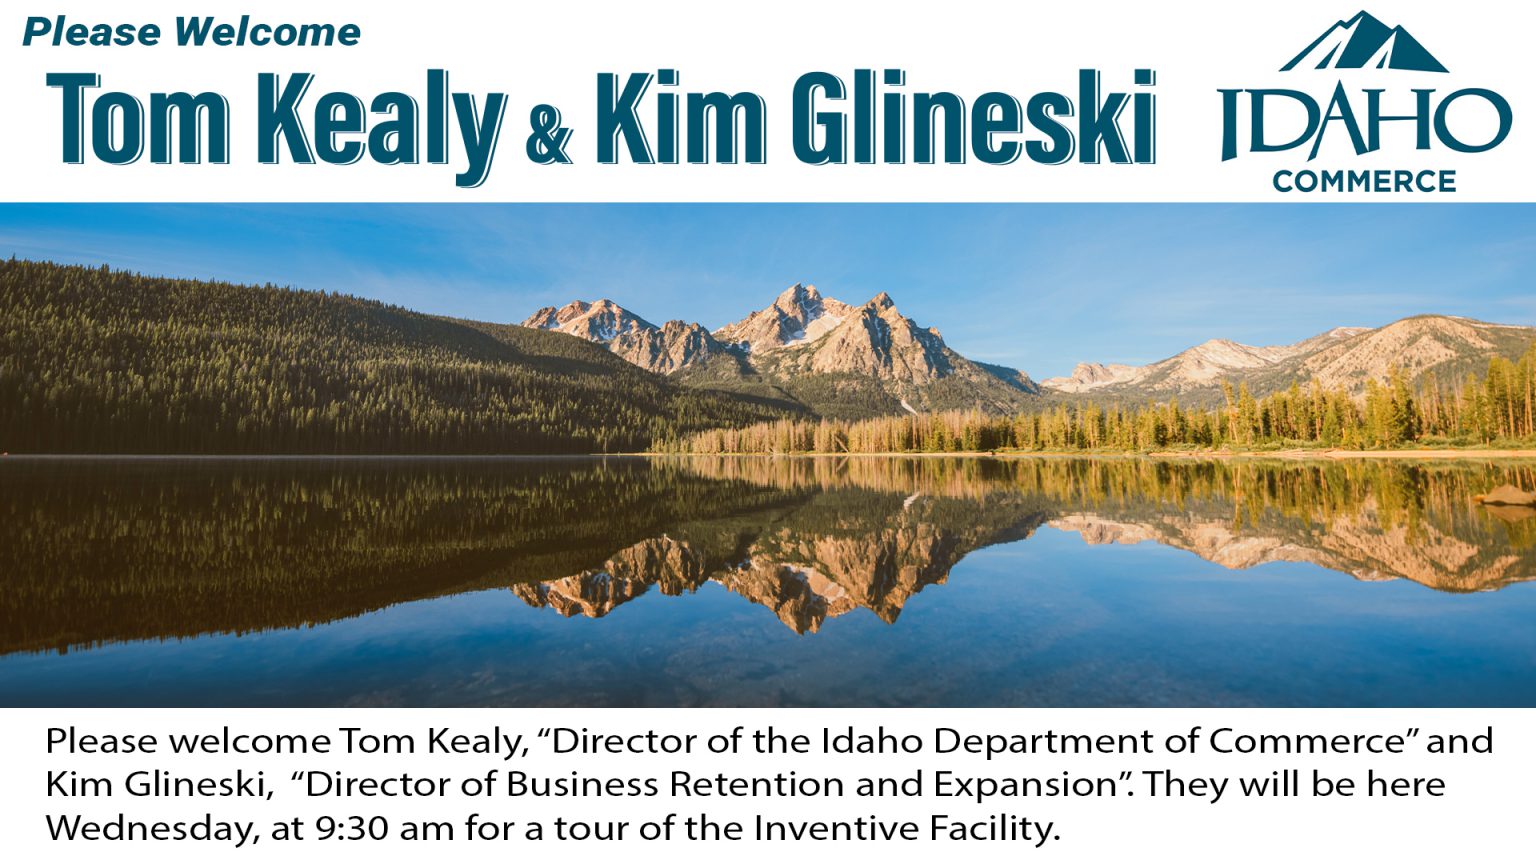 Please Welcome
Tom Kealy & Kim Glineski
IDAHO
COMMERCE
Please welcome Tom Kealy, “Director of the Idaho Department of Commerce” and
Kim Glineski, “Director of Business Retention and Expansion”. They will be here
Wednesday, at 9:30 am for a tour of the Inventive Facility.